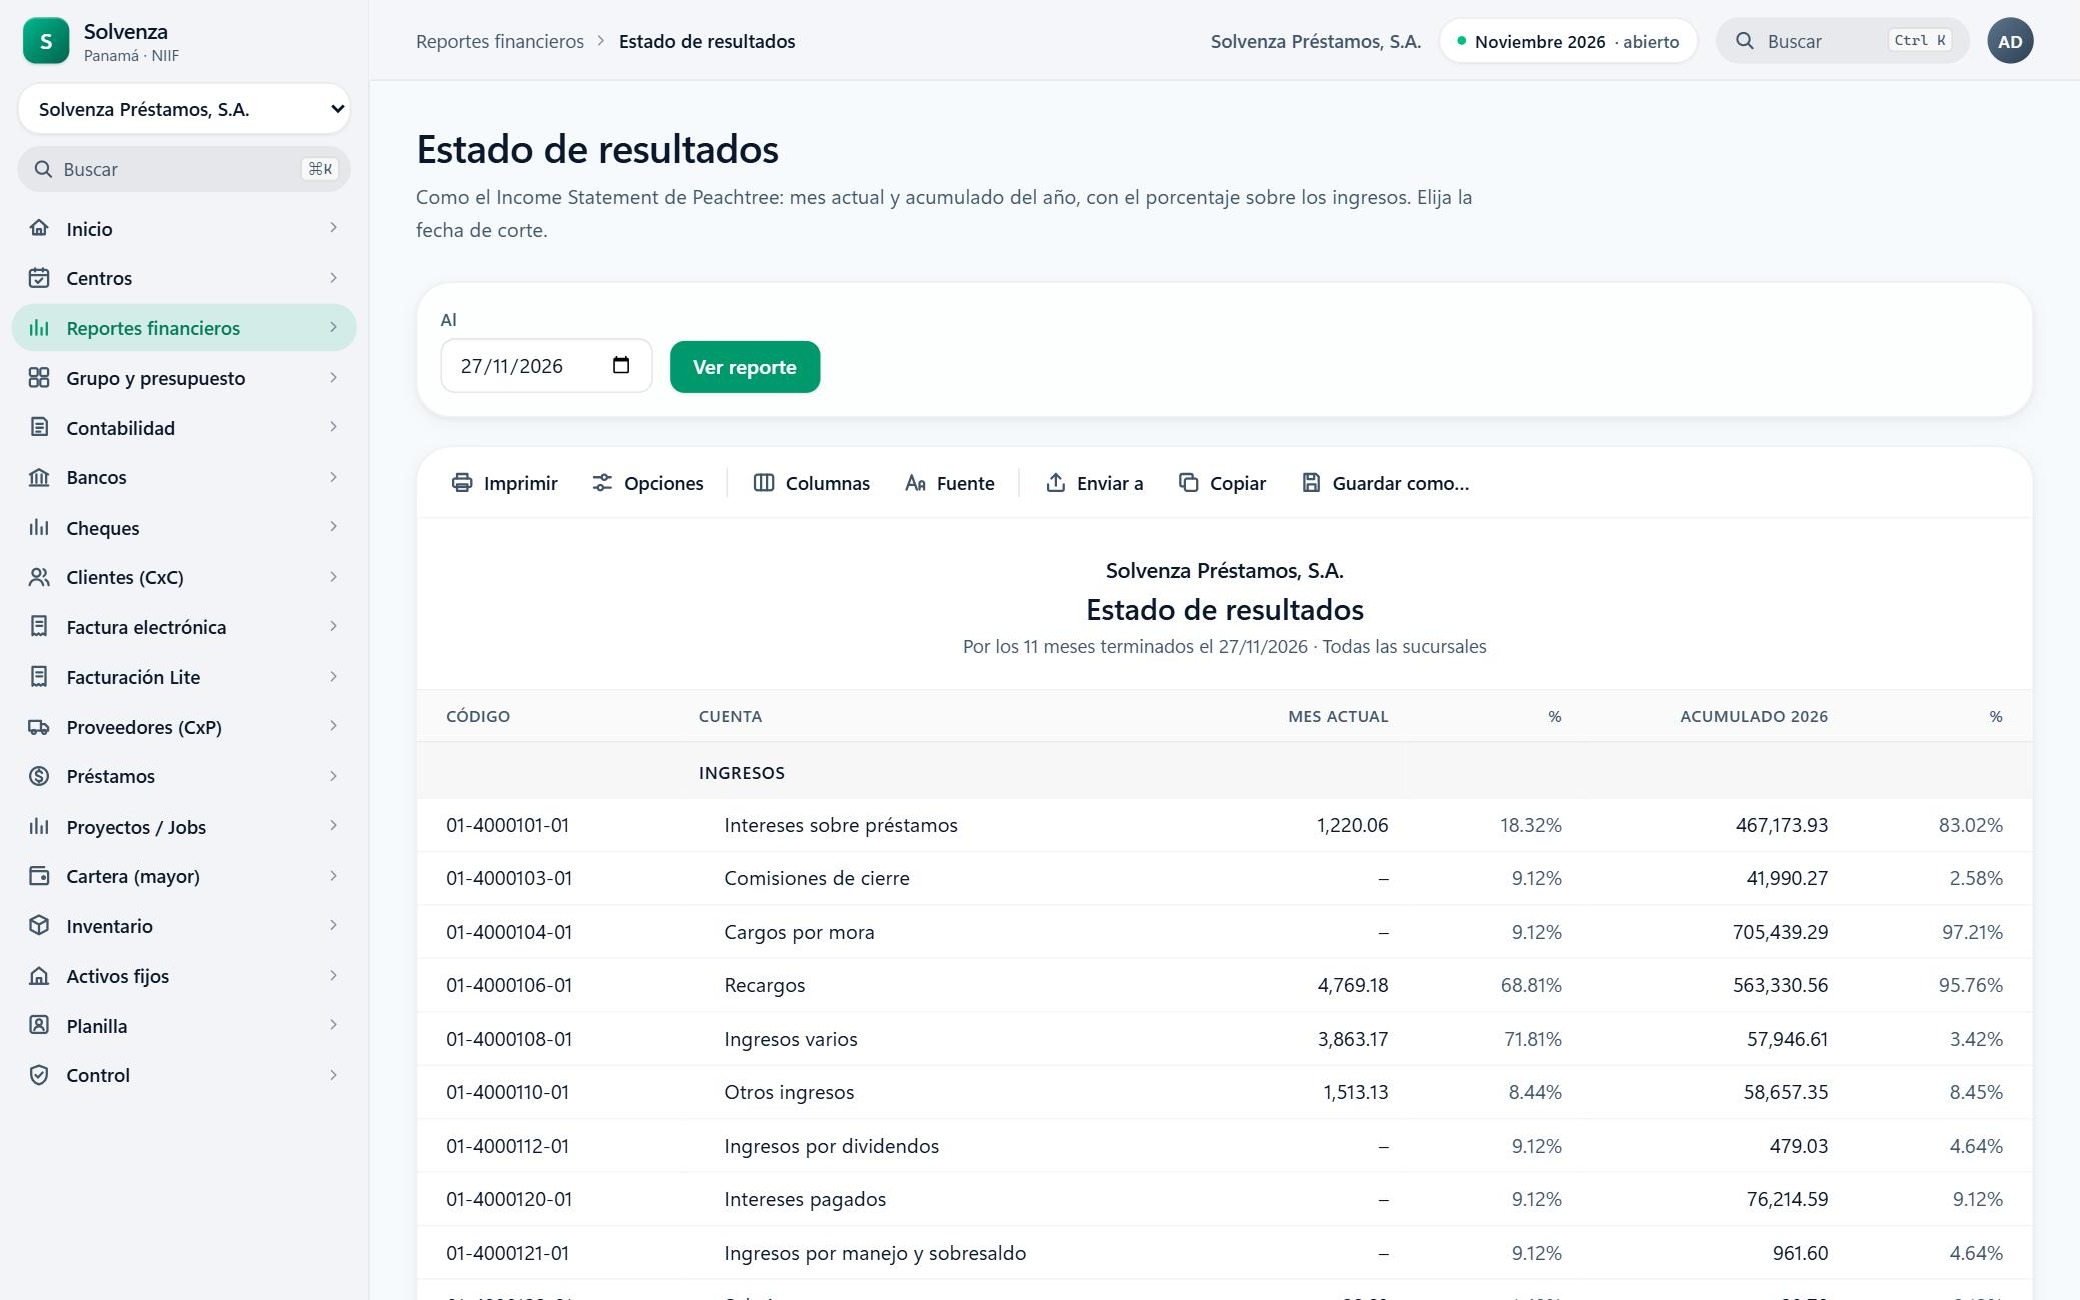 Solvenza
Panamá · NIIF
Solvenza Préstamos, S.A.
Buscar ⌘K
Inicio
Centros
Reportes financieros
Grupo y presupuesto
Contabilidad
Bancos
Cheques
Clientes (CxC)
Factura electrónica
Facturación Lite
Proveedores (CxP)
Préstamos
Proyectos / Jobs
Cartera (mayor)
Inventario
Activos fijos
Planilla
Control
Reportes financieros > Estado de resultados
Solvenza Préstamos, S.A.
Noviembre 2026 · abierto
Buscar Ctrl K
AD
Estado de resultados
Como el Income Statement de Peachtree: mes actual y acumulado del año, con el porcentaje sobre los ingresos. Elija la
fecha de corte.
Al
27/11/2026 Ver reporte
Imprimir Opciones Columnas Fuente Enviar a Copiar Guardar como...
Solvenza Préstamos, S.A.
Estado de resultados
Por los 11 meses terminados el 27/11/2026 · Todas las sucursales
CÓDIGO CUENTA MES ACTUAL % ACUMULADO 2026 %
INGRESOS
01-4000101-01 Intereses sobre préstamos 1,220.06 18.32% 467,173.93 83.02%
01-4000103-01 Comisiones de cierre – 9.12% 41,990.27 2.58%
01-4000104-01 Cargos por mora – 9.12% 705,439.29 97.21%
01-4000106-01 Recargos 4,769.18 68.81% 563,330.56 95.76%
01-4000108-01 Ingresos varios 3,863.17 71.81% 57,946.61 3.42%
01-4000110-01 Otros ingresos 1,513.13 8.44% 58,657.35 8.45%
01-4000112-01 Ingresos por dividendos – 9.12% 479.03 4.64%
01-4000120-01 Intereses pagados – 9.12% 76,214.59 9.12%
01-4000121-01 Ingresos por manejo y sobresaldo – 9.12% 961.60 4.64%